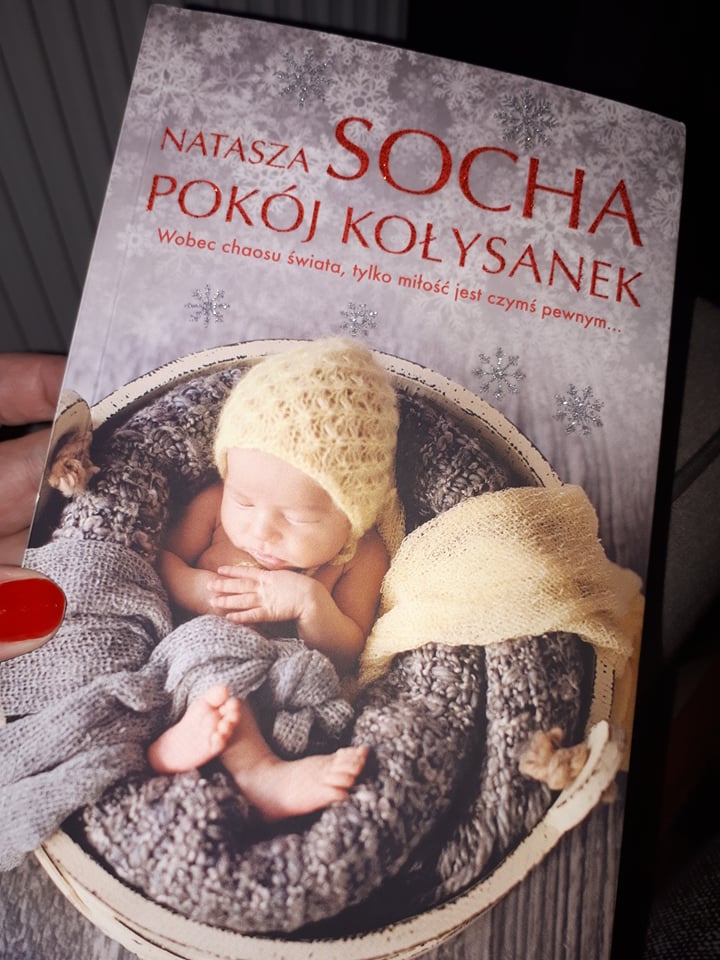 NATASZA SOCHA
POKÓJ KOŁYSANEK
Wobec chaosu świata, tylko miłość jest czymś pewnym...